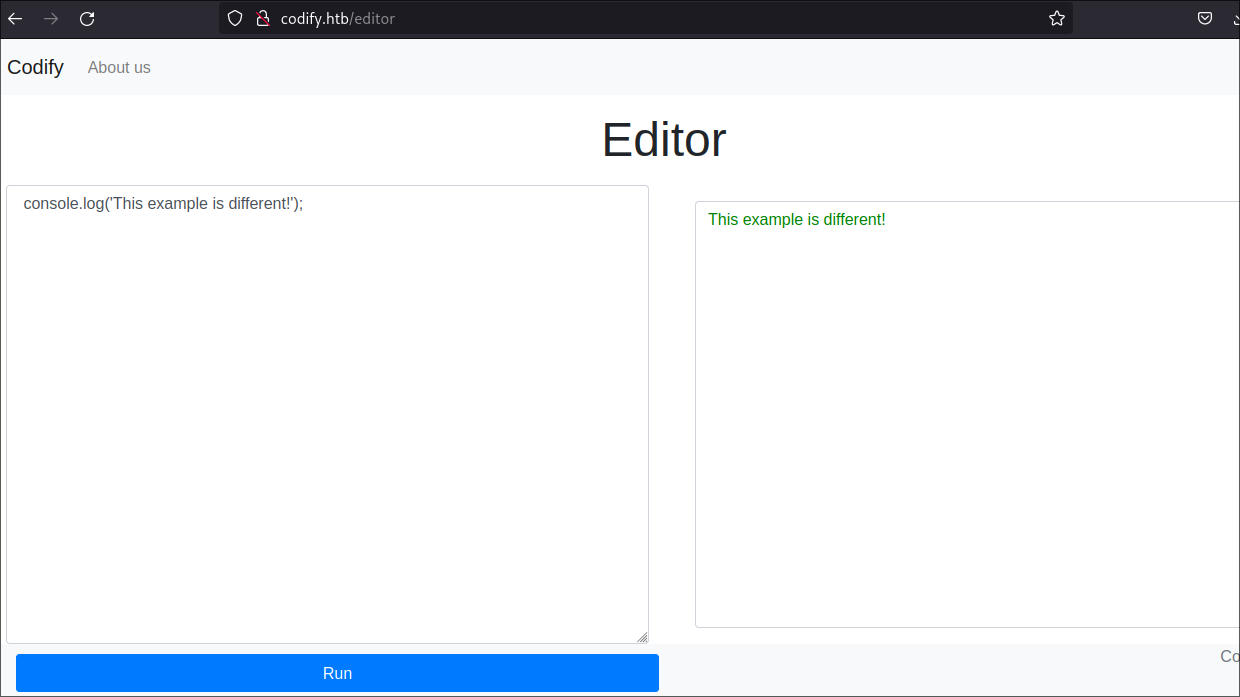 codify.htb/editor
Codify About us
Editor
console.log('This example is different!');
This example is different!
Co
Run